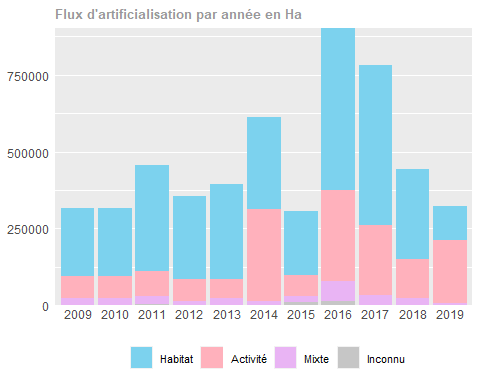 Flux d'artificialisation par année en Ha
750000
500000
250000
0
2009 2010 2011 2012 2013 2014 2015 2016 2017 2018 2019
Habitat Activité Mixte Inconnu